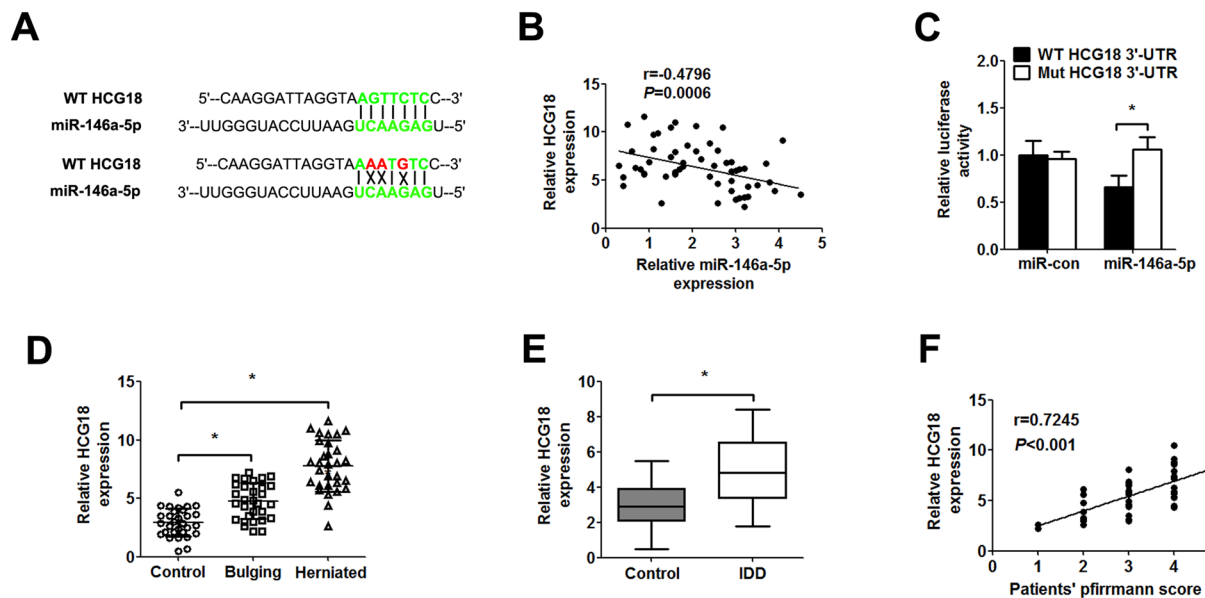 A
WT HCG18 5'--CAAGGATTAGGTAAGTTCTCC--3'
miR-146a-5p 3'--UUGGGUACCUUAAGUCAAGAGU--5'
WT HCG18 5'--CAAGGATTAGGTAAAATGTCC--3'
XX X
miR-146a-5p 3'--UUGGGUACCUUAAGUCAAGAGU--5'
B
r=-0.4796
P=0.0006
Relative HCG18
expression
15
10
5
0
0 1 2 3 4 5
Relative miR-146a-5p
expression
C
WT HCG18 3'-UTR
Mut HCG18 3'-UTR
Relative luciferase
activity
2.0
1.5
1.0
0.5
0.0
*
miR-con miR-146a-5p
D
Relative HCG18
expression
15
10
5
0
*
*
Control Bulging Herniated
E
Relative HCG18
expression
10
8
6
4
2
0
*
Control IDD
F
Relatve HCG18
expression
15
10
5
0
r=0.7245
P<0.001
0 1 2 3 4
Patients' pfirrmann score